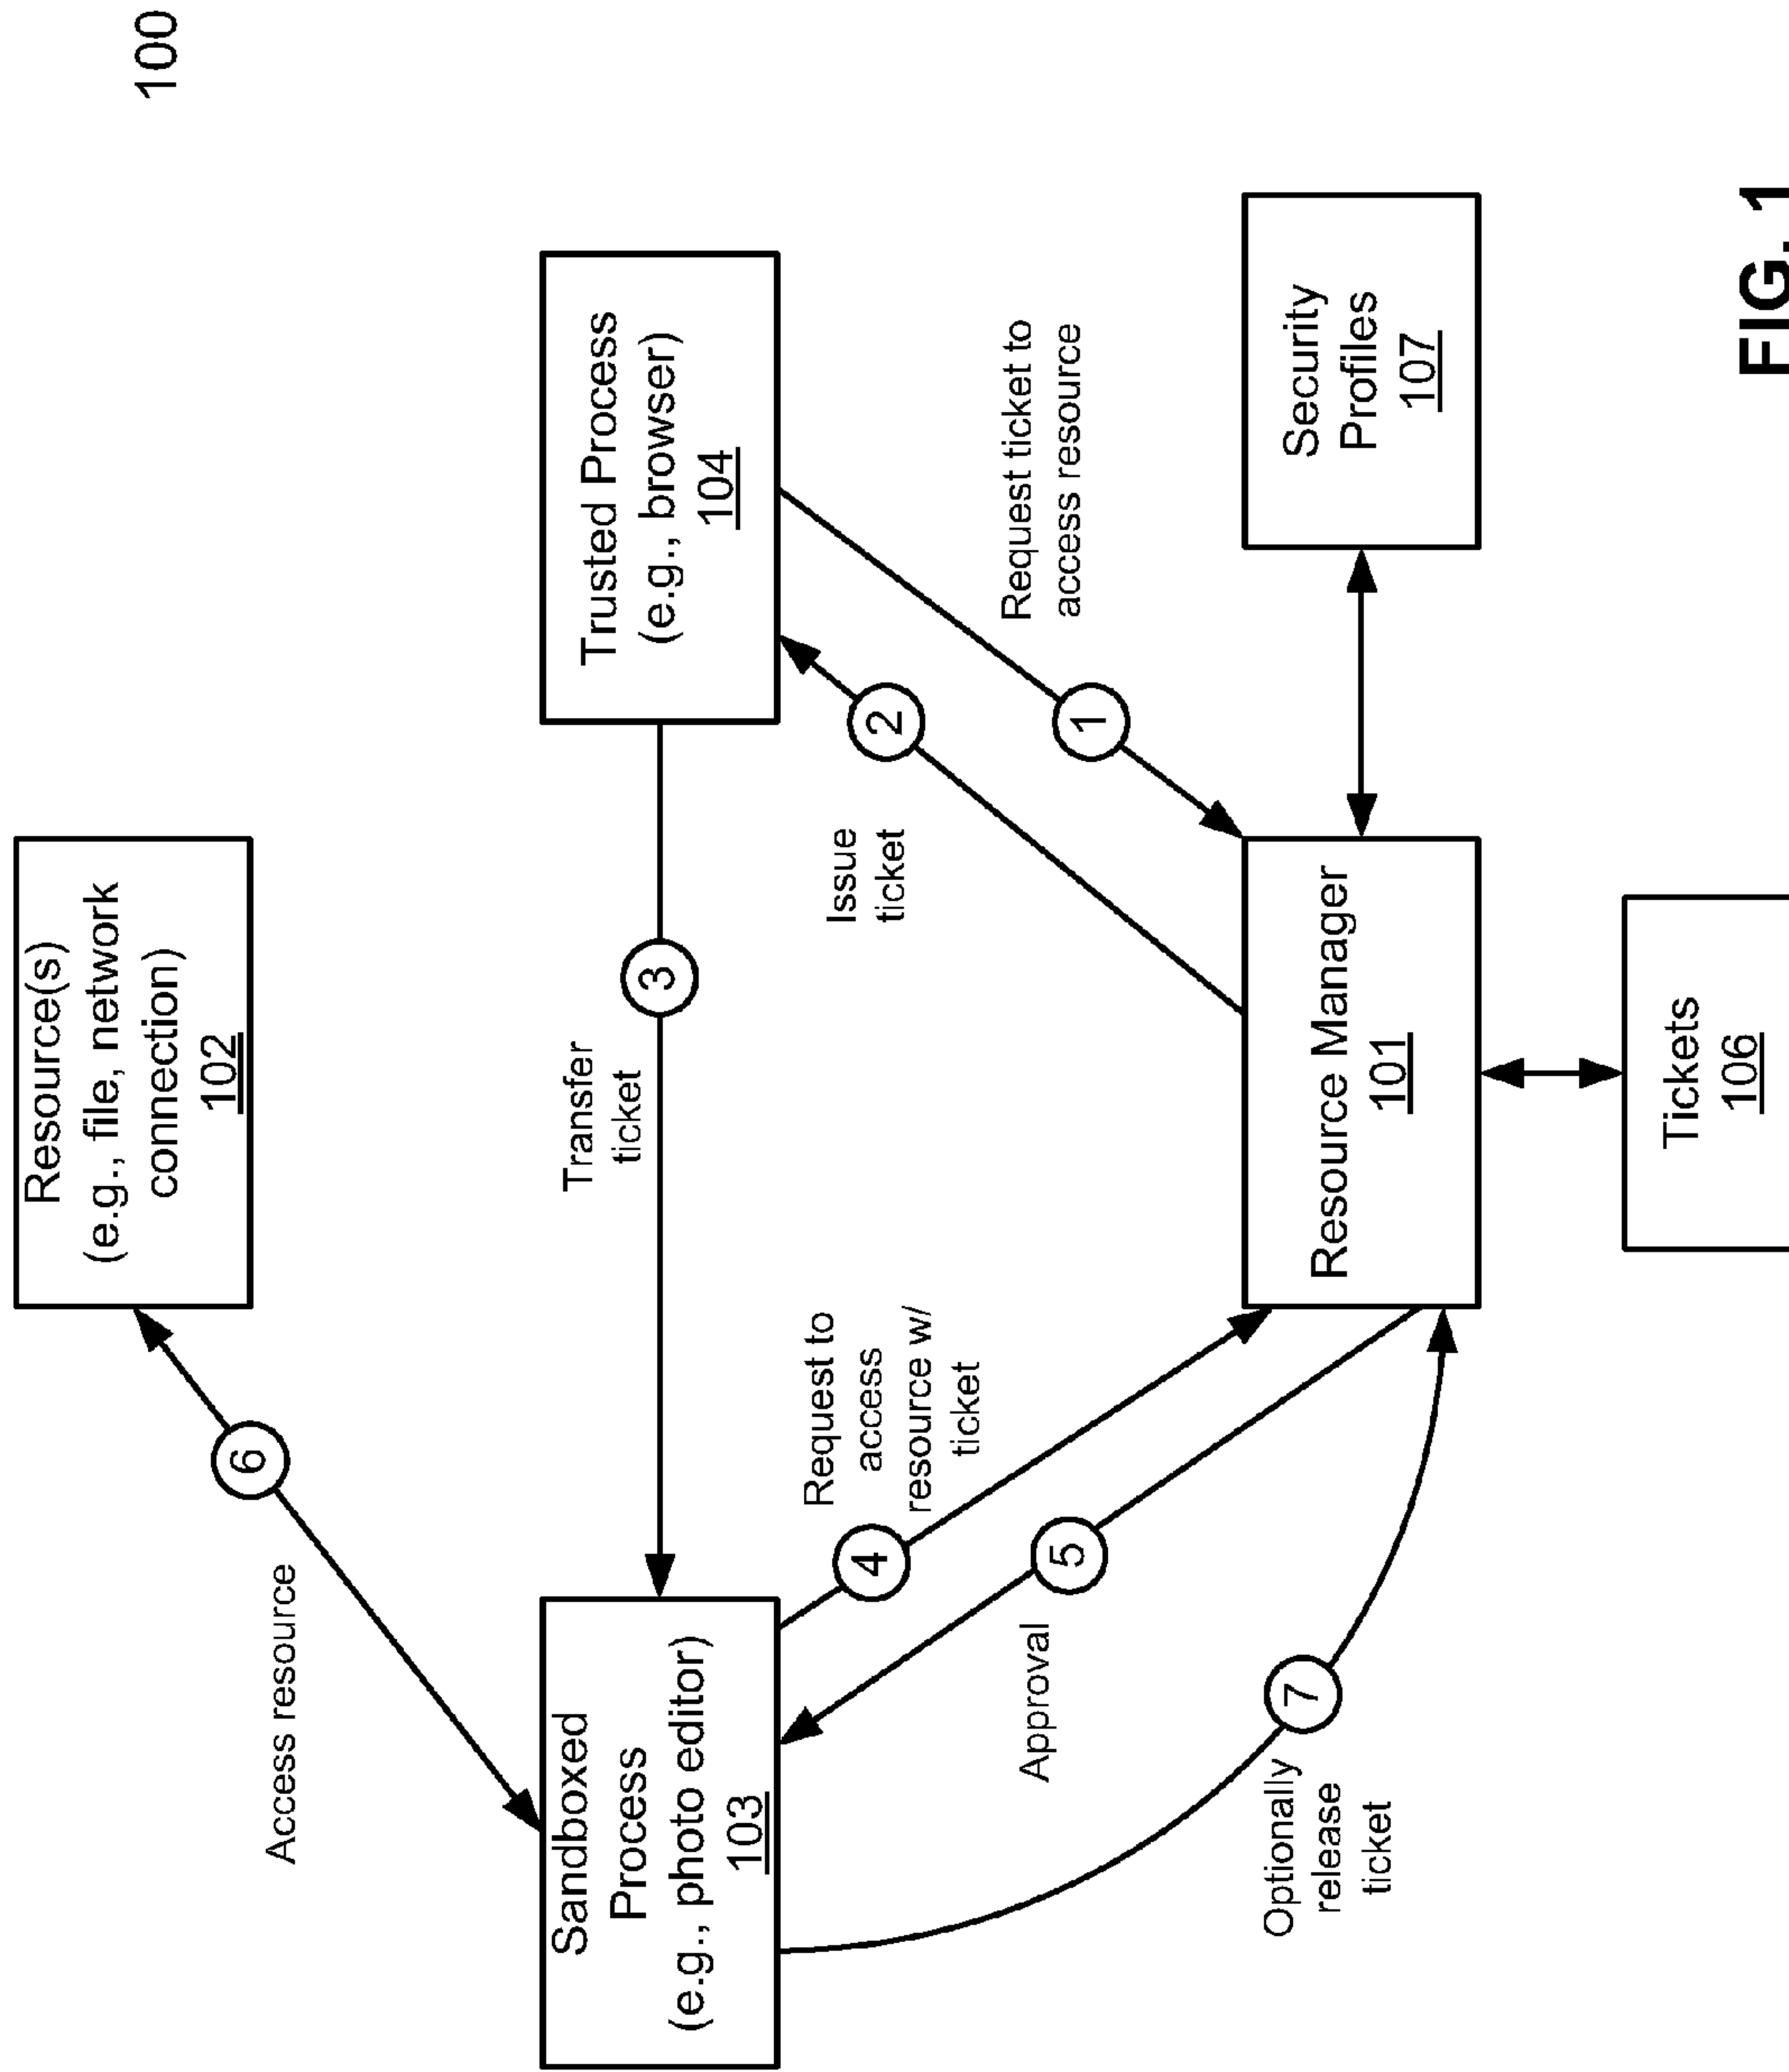 100
Resource(s)
(e.g., file, network
connection)
102
Access resource
6
Sandboxed
Process
(e.g., photo editor)
103
Transfer
ticket
3
Trusted Process
(e.g., browser)
104
Request to
access
resource w/
ticket
4
Approval
5
Optionally
release
ticket
7
Issue
ticket
2
Request ticket to
access resource
1
Resource Manager
101
Security
Profiles
107
Tickets
106
FIG. 1